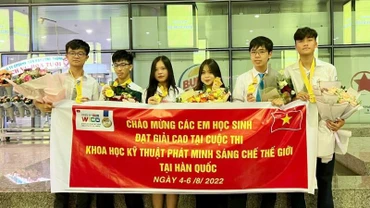 WICO
CHÀO MỪNG CÁC EM HỌC SINH
ĐẠT GIẢI CAO TẠI CUỘC THI
KHOA HỌC KỸ THUẬT PHÁT MINH SÁNG CHẾ THẾ GIỚI
TẠI HÀN QUỐC
NGÀY 4-6 /8/ 2022